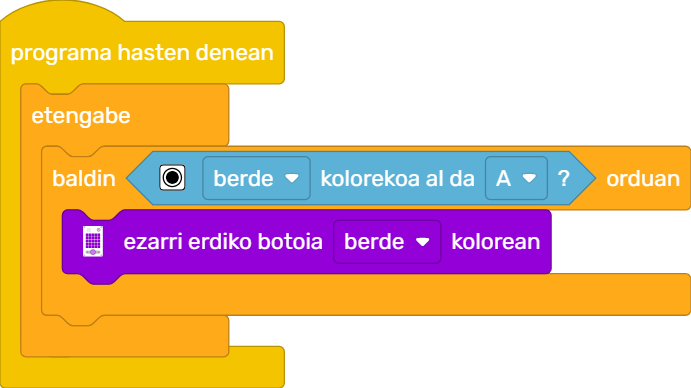 programa hasten denean
etengabe
baldin berde kolorekoa al da A ? orduan
ezarri erdiko botoia berde kolorean